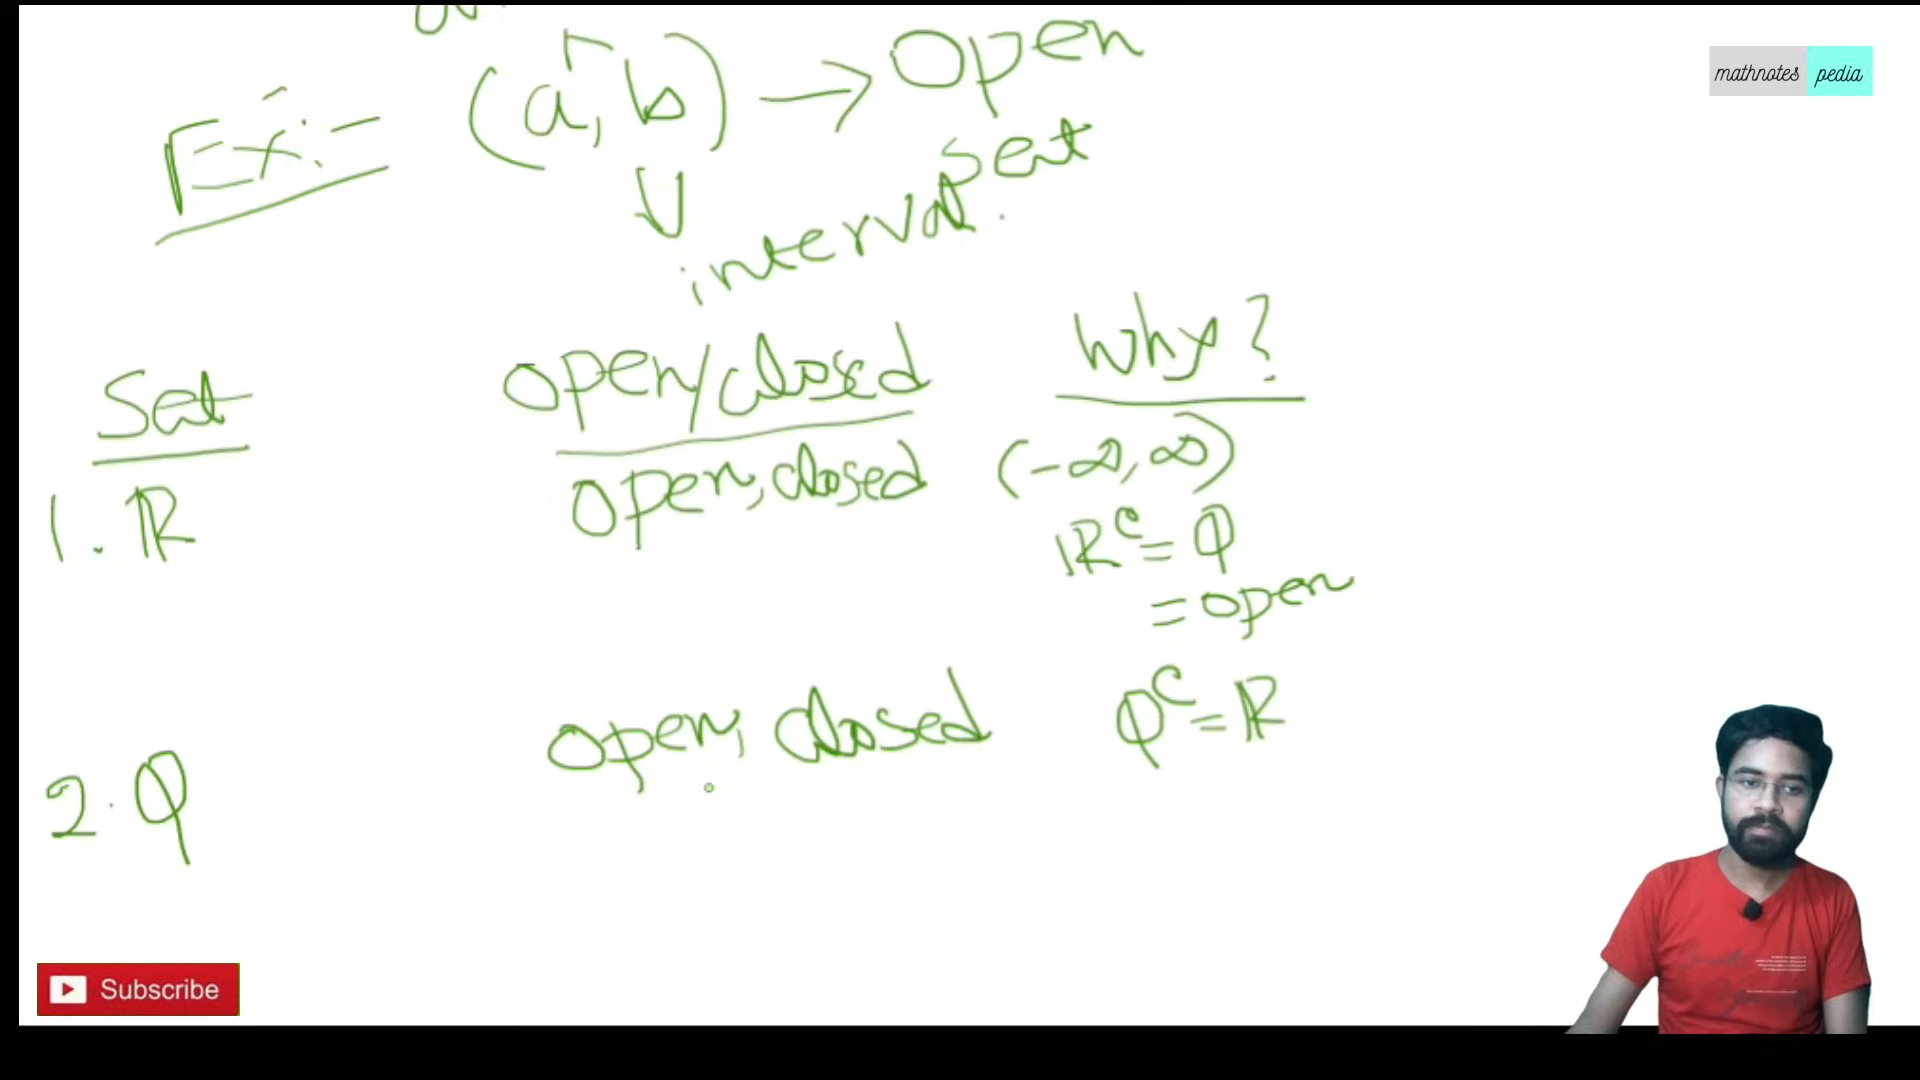 mathnotes pedia
Ex:-
(a, b) → open
set
interval.
Set open/closed Why?
1. ℝ open, closed (-∞, ∞)
ℝᶜ = φ
= open
2. φ open, closed φᶜ = ℝ
Subscribe